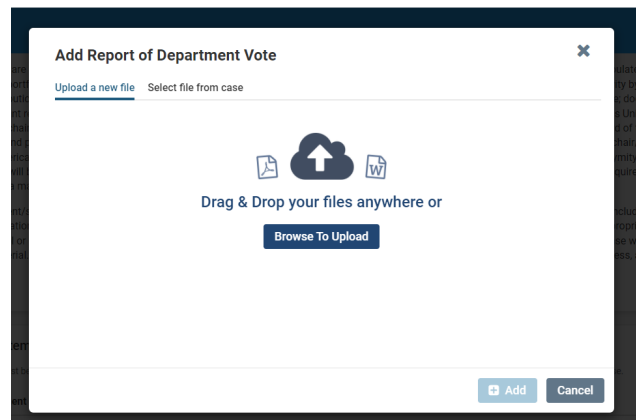 Add Report of Department Vote
Upload a new file Select file from case
Drag & Drop your files anywhere or
Browse To Upload
Add Cancel